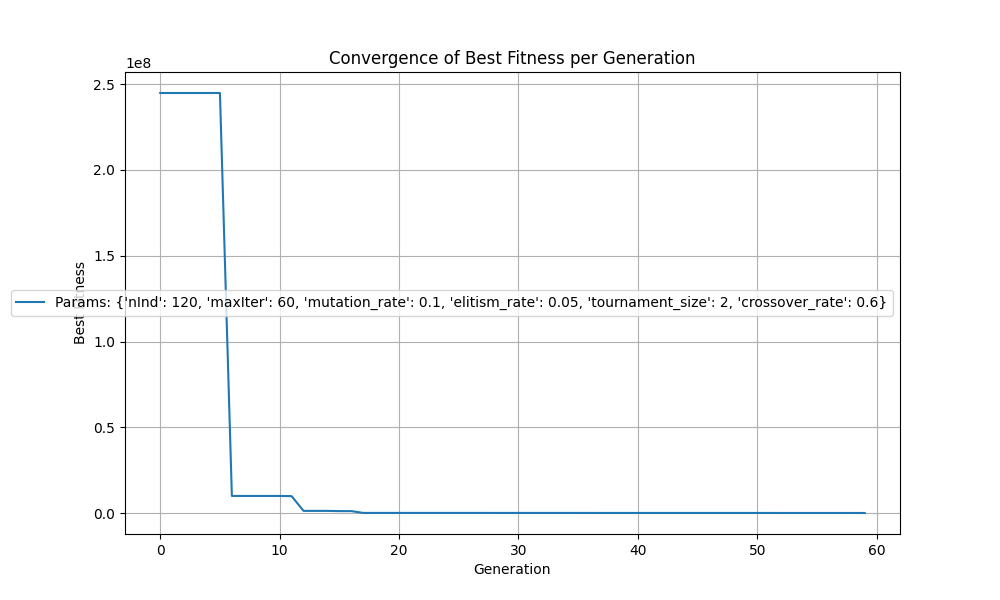 Convergence of Best Fitness per Generation
1e8
2.5
2.0
1.5
1.0
0.5
0.0
Best Fitness
Params: {'nInd': 120, 'maxIter': 60, 'mutation_rate': 0.1, 'elitism_rate': 0.05, 'tournament_size': 2, 'crossover_rate': 0.6}
0 10 20 30 40 50 60
Generation